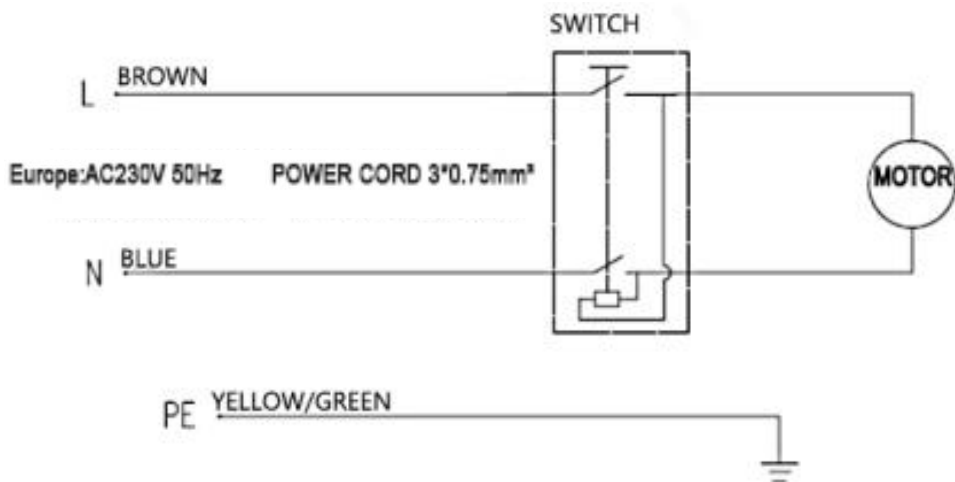 SWITCH
L BROWN
Europe:AC230V 50Hz POWER CORD 3*0.75mm²
MOTOR
N BLUE
PE YELLOW/GREEN